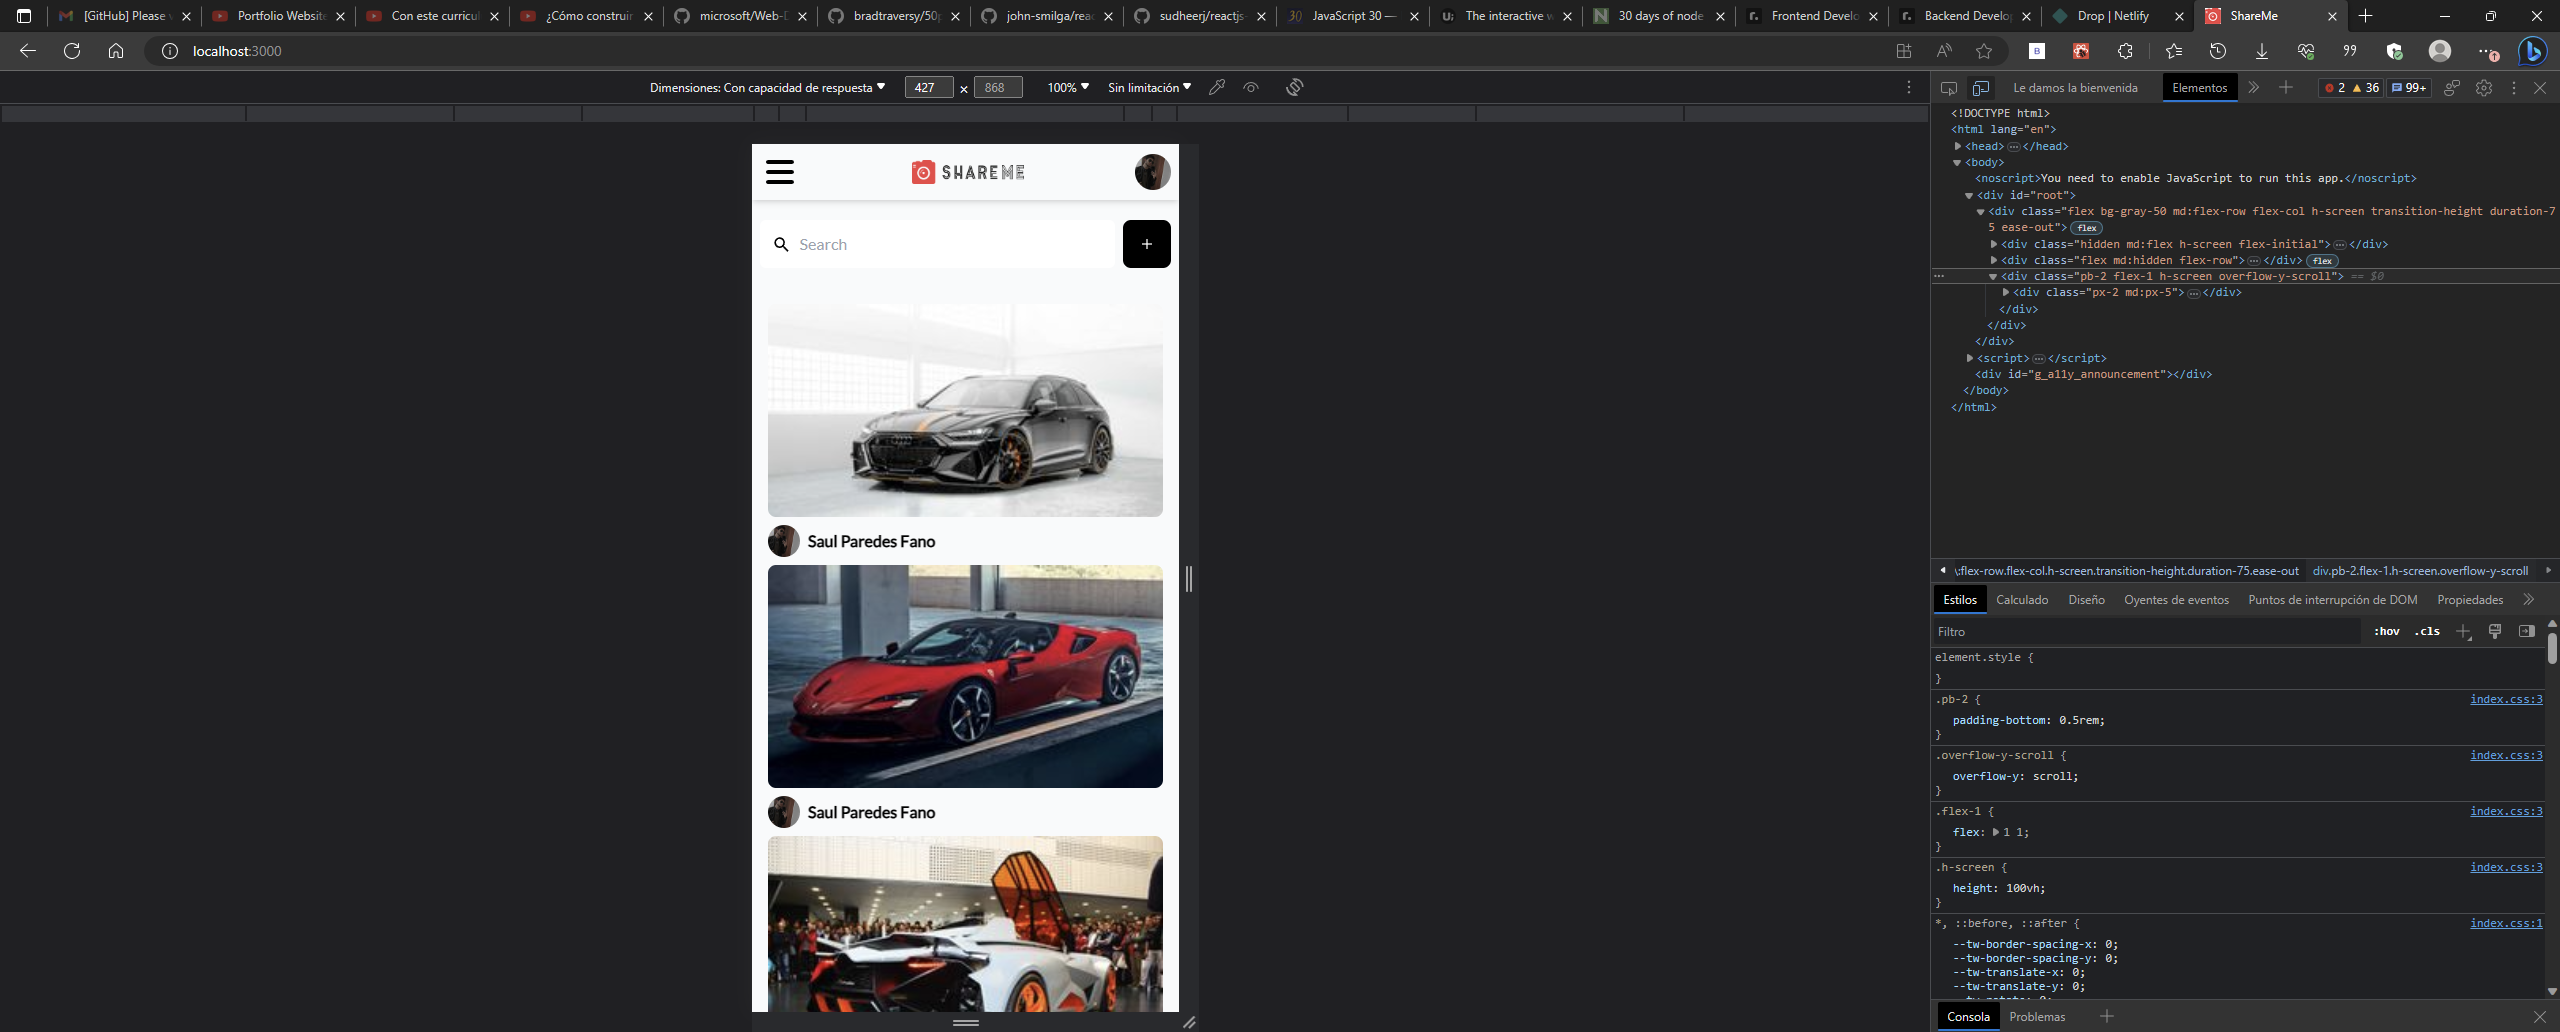 [GitHub] Please
Portfolio Website
Con este curricul
¿Cómo construir
microsoft/Web-D
bradtraversy/50p
john-smilga/reac
sudheerj/reactjs-
30 JavaScript 30 —
u; The interactive w
N 30 days of node
r. Frontend Develo
r. Backend Develop
Drop | Netlify
ShareMe
localhost:3000
Dimensiones: Con capacidad de respuesta
427 × 868
100%
Sin limitación
Le damos la bienvenida
Elementos
2 36 99+
SHAREME
Search
+
Saul Paredes Fano
Saul Paredes Fano
<!DOCTYPE html>
<html lang="en">
<head> ⋯ </head>
<body>
<noscript>You need to enable JavaScript to run this app.</noscript>
<div id="root">
<div class="flex bg-gray-50 md:flex-row flex-col h-screen transition-height duration-7
5 ease-out"> flex
<div class="hidden md:flex h-screen flex-initial"> ⋯ </div>
<div class="flex md:hidden flex-row"> ⋯ </div> flex
<div class="pb-2 flex-1 h-screen overflow-y-scroll"> == $0
<div class="px-2 md:px-5"> ⋯ </div>
</div>
</div>
</div>
<script> ⋯ </script>
<div id="g_a11y_announcement"></div>
</body>
</html>
\:flex-row.flex-col.h-screen.transition-height.duration-75.ease-out
div.pb-2.flex-1.h-screen.overflow-y-scroll
Estilos
Calculado
Diseño
Oyentes de eventos
Puntos de interrupción de DOM
Propiedades
Filtro
:hov .cls
element.style {
}
.pb-2 { index.css:3
padding-bottom: 0.5rem;
}
.overflow-y-scroll { index.css:3
overflow-y: scroll;
}
.flex-1 { index.css:3
flex: 1 1;
}
.h-screen { index.css:3
height: 100vh;
}
*, ::before, ::after { index.css:1
--tw-border-spacing-x: 0;
--tw-border-spacing-y: 0;
--tw-translate-x: 0;
--tw-translate-y: 0;
Consola
Problemas